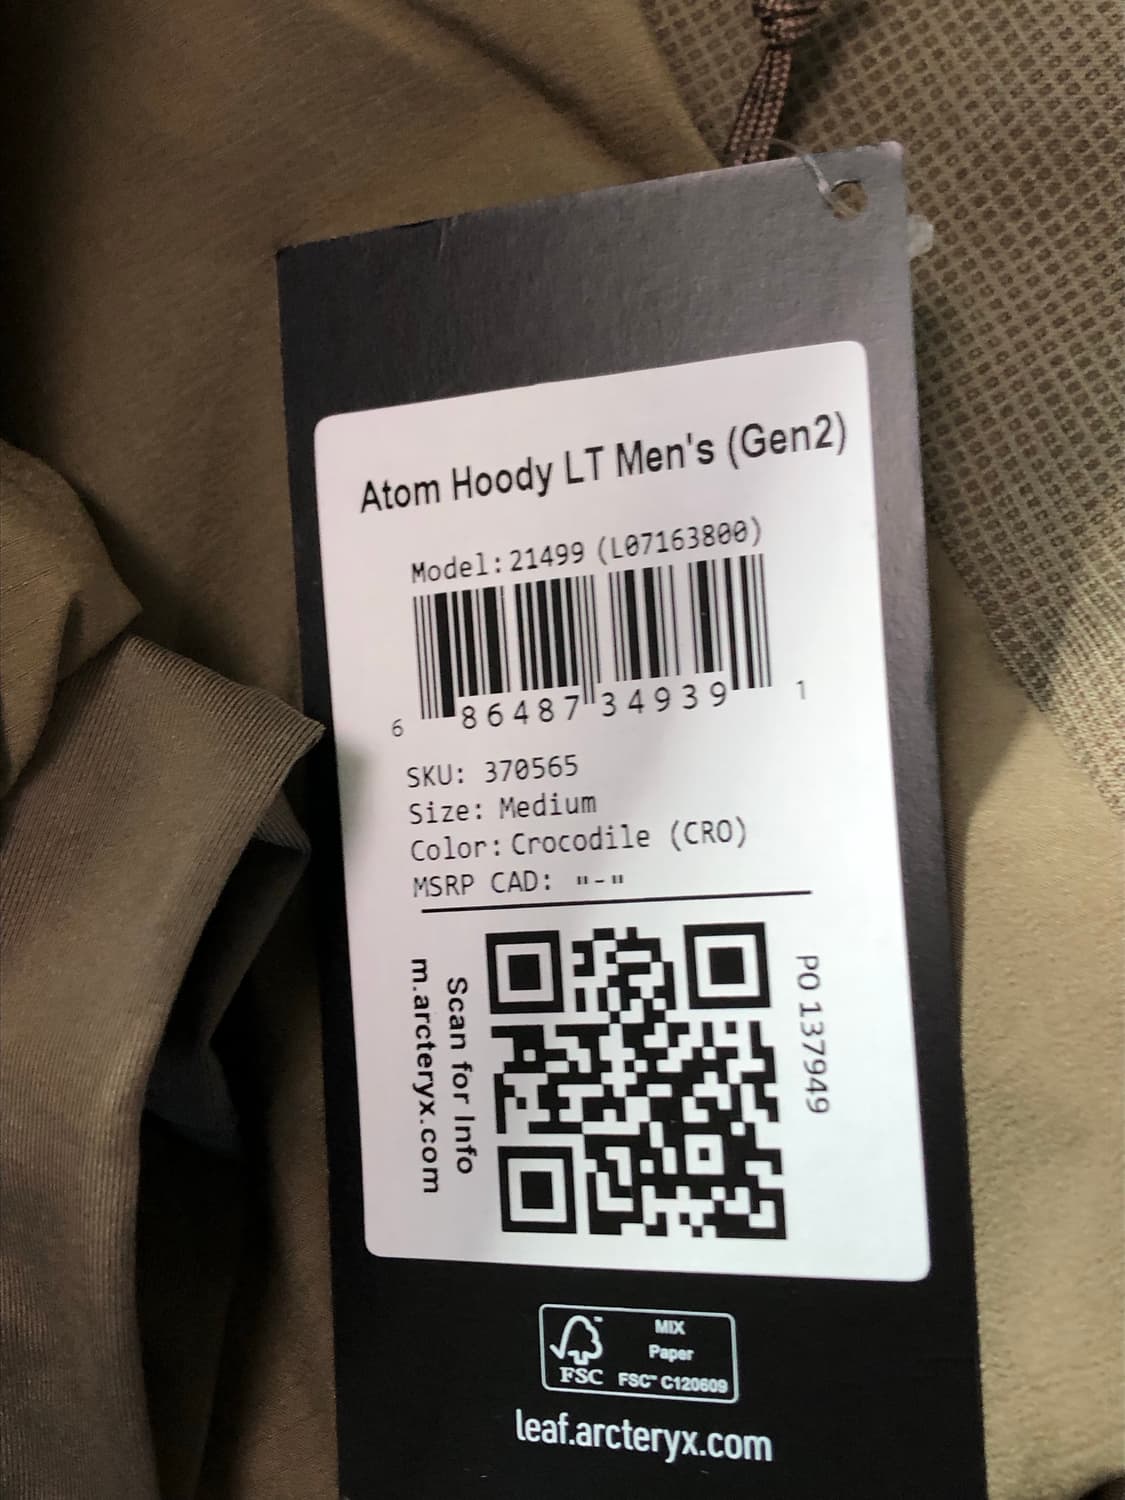 Atom Hoody LT Men's (Gen2)
Model: 21499 (L07163800)
6 86487 34939 1
SKU: 370565
Size: Medium
Color: Crocodile (CRO)
MSRP CAD: "-"
Scan for Info
m.arcteryx.com
PO 137949
MIX
Paper
FSC FSC™ C120609
leaf.arcteryx.com